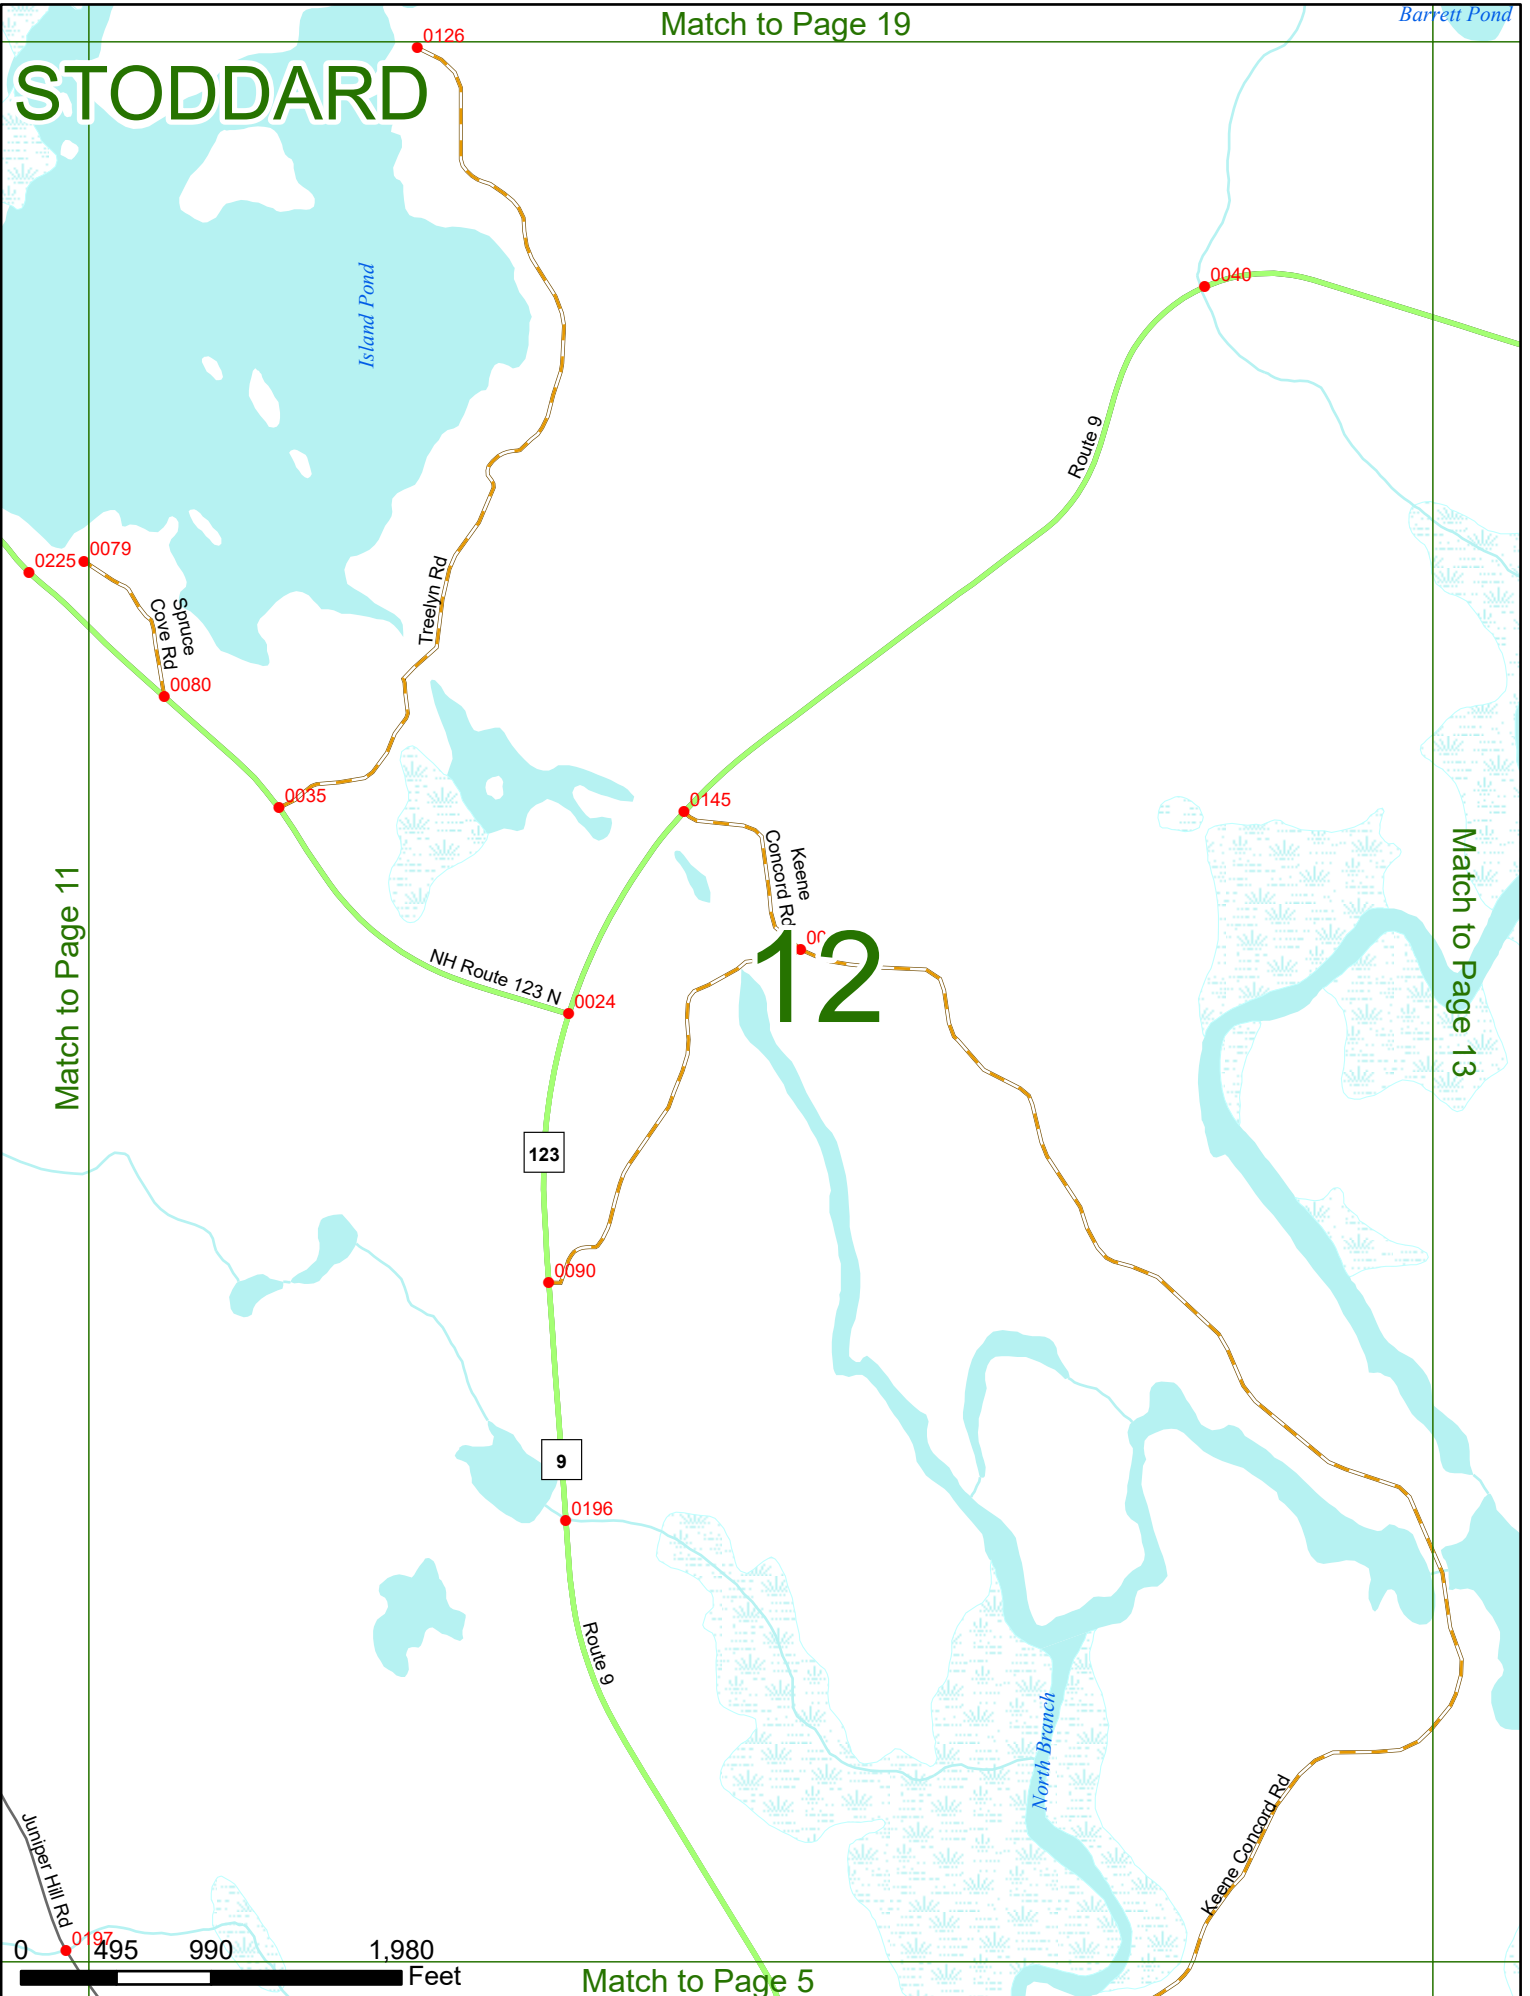 Match to Page 19
Barrett Pond
0126
STODDARD
Island Pond
0040
Route 9
0225
0079
Spruce
Cove Rd
Treelyn Rd
0080
0035
0145
Keene
Concord Rd
Match to Page 11
Match to Page 13
12
NH Route 123 N
0024
123
0090
9
0196
Route 9
North Branch
Keene Concord Rd
Juniper Hill Rd
0197
0 495 990 1,980
Feet
Match to Page 5